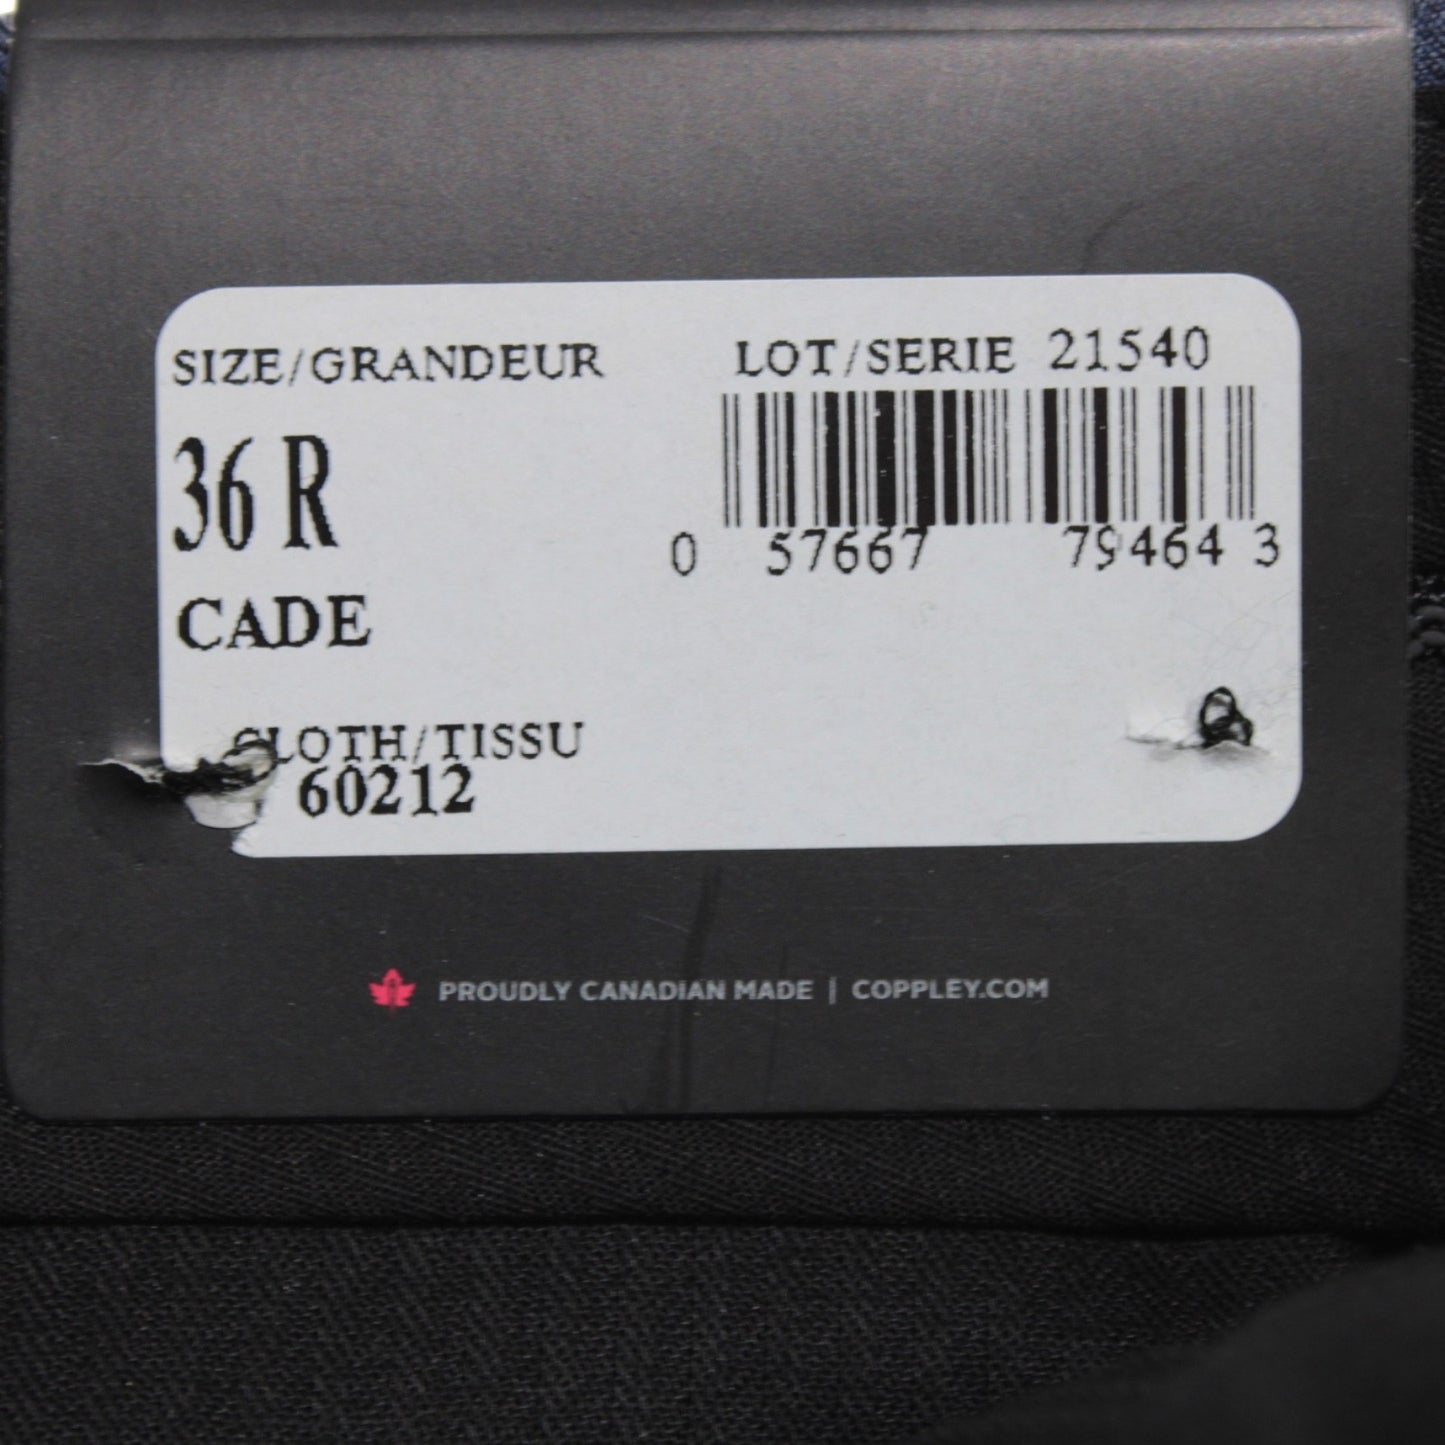 SIZE/GRANDEUR
36 R
CADE
CLOTH/TISSU
60212
LOT/SERIE 21540
0 57667 79464 3
PROUDLY CANADIAN MADE | COPPLEY.COM